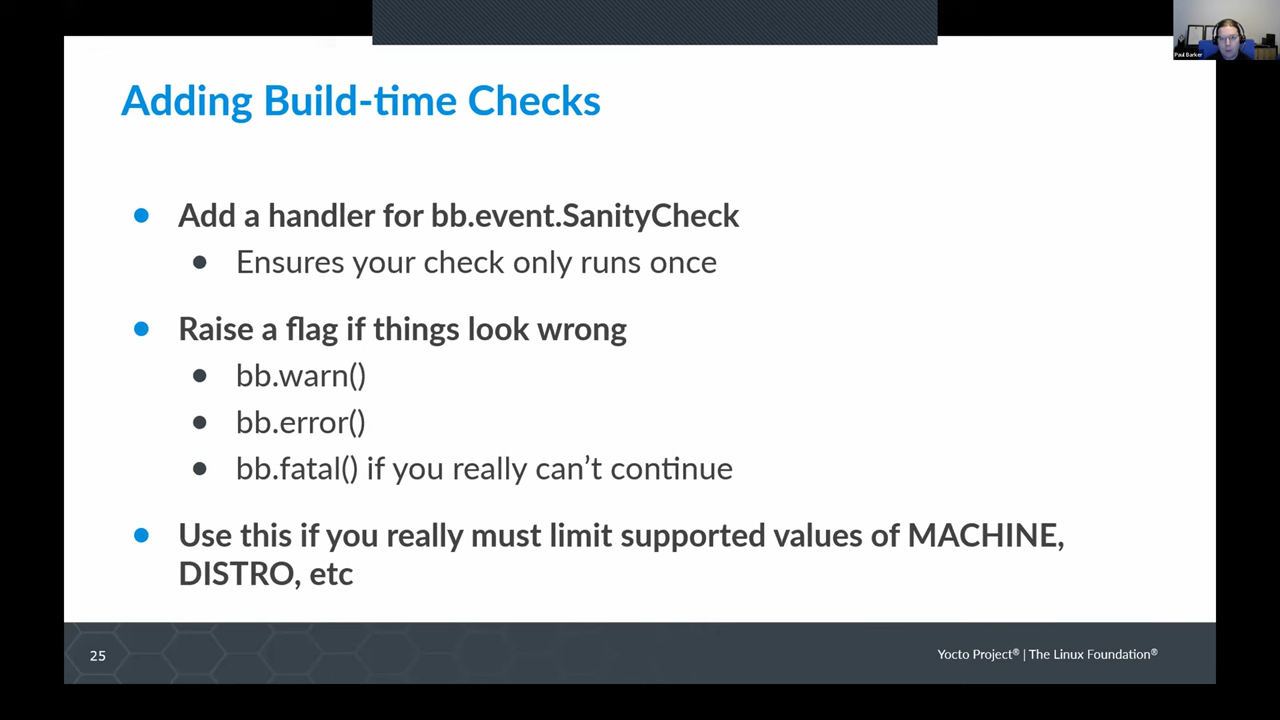 Paul Barker
Adding Build-time Checks
Add a handler for bb.event.SanityCheck
Ensures your check only runs once
Raise a flag if things look wrong
bb.warn()
bb.error()
bb.fatal() if you really can’t continue
Use this if you really must limit supported values of MACHINE,
DISTRO, etc
25
Yocto Project® | The Linux Foundation®